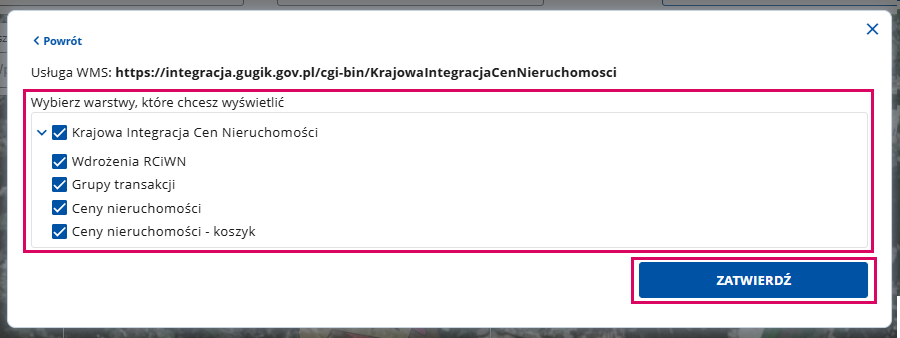 Powrót
Usługa WMS: https://integracja.gugik.gov.pl/cgi-bin/KrajowaIntegracjaCenNieruchomosci
Wybierz warstwy, które chcesz wyświetlić
Krajowa Integracja Cen Nieruchomości
Wdrożenia RCiWN
Grupy transakcji
Ceny nieruchomości
Ceny nieruchomości - koszyk
ZATWIERDŹ